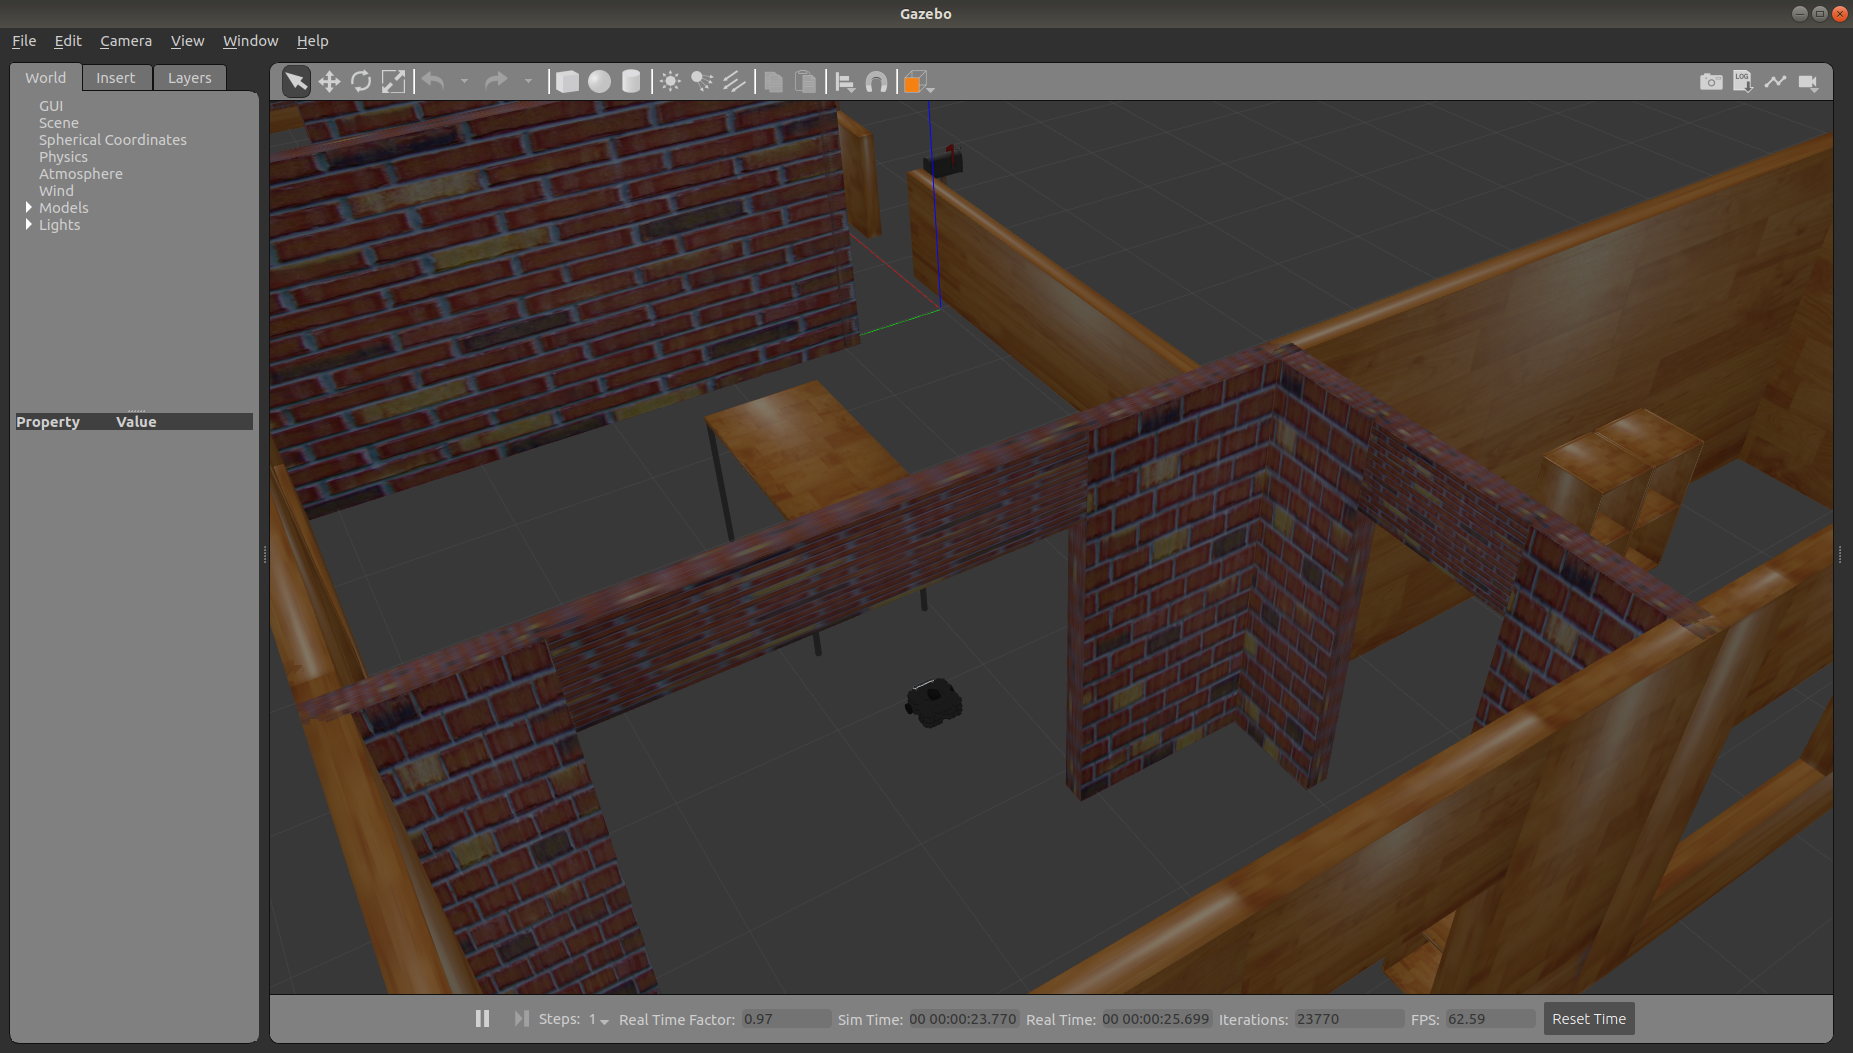 Gazebo
File Edit Camera View Window Help
World Insert Layers
LOG
GUI
Scene
Spherical Coordinates
Physics
Atmosphere
Wind
Models
Lights
Property Value
Steps: 1 Real Time Factor: 0.97 Sim Time: 00 00:00:23.770 Real Time: 00 00:00:25.699 Iterations: 23770 FPS: 62.59 Reset Time